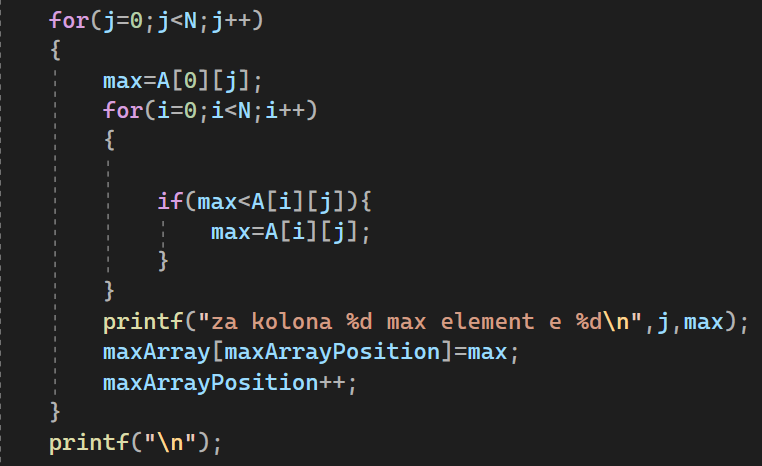 for(j=0;j<N;j++)
{
max=A[0][j];
for(i=0;i<N;i++)
{
if(max<A[i][j]){
max=A[i][j];
}
}
printf("za kolona %d max element e %d\n",j,max);
maxArray[maxArrayPosition]=max;
maxArrayPosition++;
}
printf("\n");